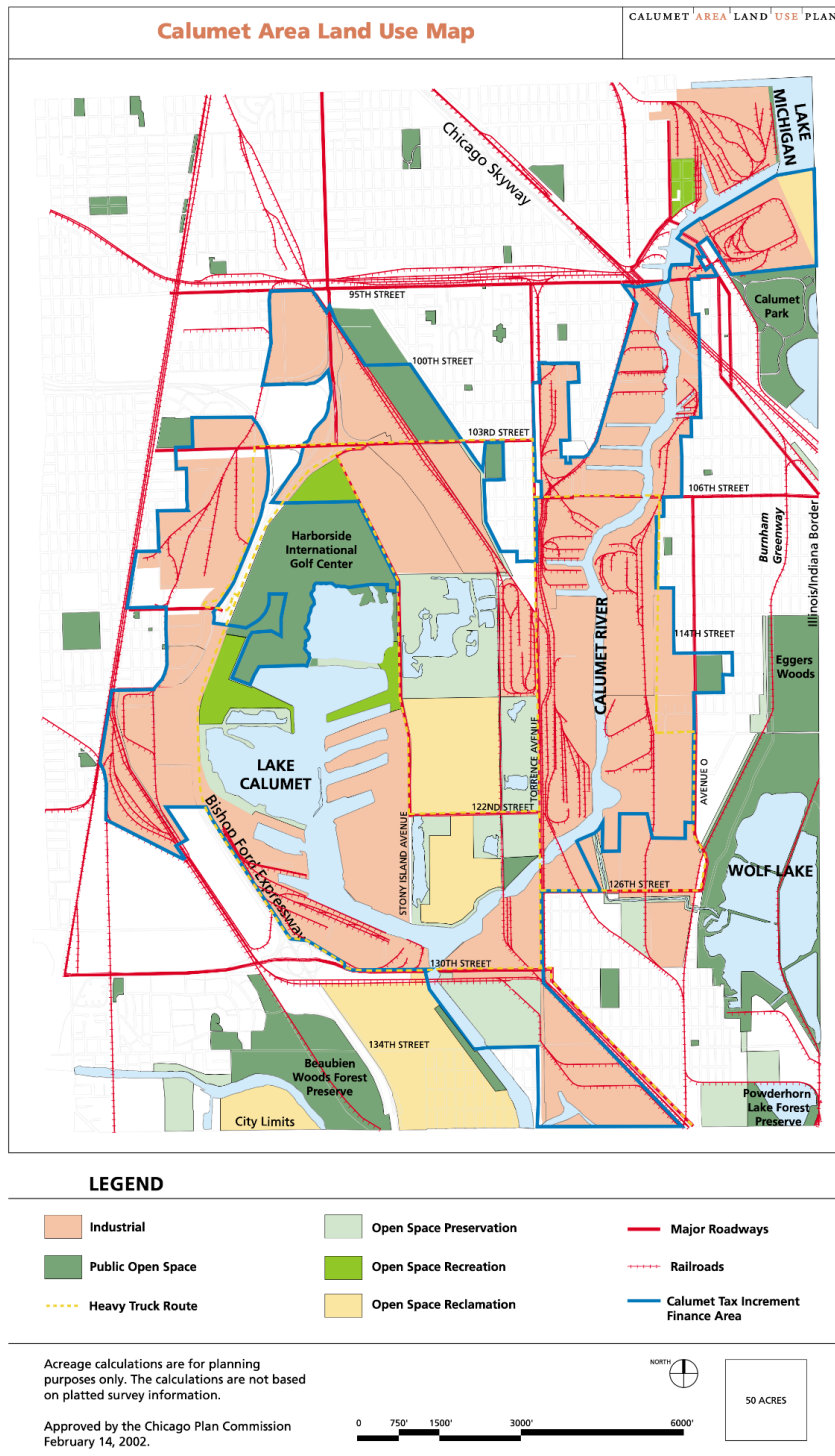 Calumet Area Land Use Map
CALUMET AREA LAND USE PLAN
LAKE
MICHIGAN
Chicago Skyway
95TH STREET
Calumet
Park
100TH STREET
103RD STREET
106TH STREET
Harborside
International
Golf Center
Burnham
Greenway
Illinois/Indiana Border
CALUMET RIVER
114TH STREET
Eggers
Woods
LAKE
CALUMET
TORRENCE AVENUE
AVENUE O
122ND STREET
Bishop Ford Expressway
STONY ISLAND AVENUE
WOLF LAKE
126TH STREET
130TH STREET
134TH STREET
Beaubien
Woods Forest
Preserve
Powderhorn
Lake Forest
Preserve
City Limits
LEGEND
Industrial
Open Space Preservation
Major Roadways
Public Open Space
Open Space Recreation
Railroads
Heavy Truck Route
Open Space Reclamation
Calumet Tax Increment
Finance Area
Acreage calculations are for planning
purposes only. The calculations are not based
on platted survey information.
Approved by the Chicago Plan Commission
February 14, 2002.
NORTH
50 ACRES
0 750' 1500' 3000' 6000'